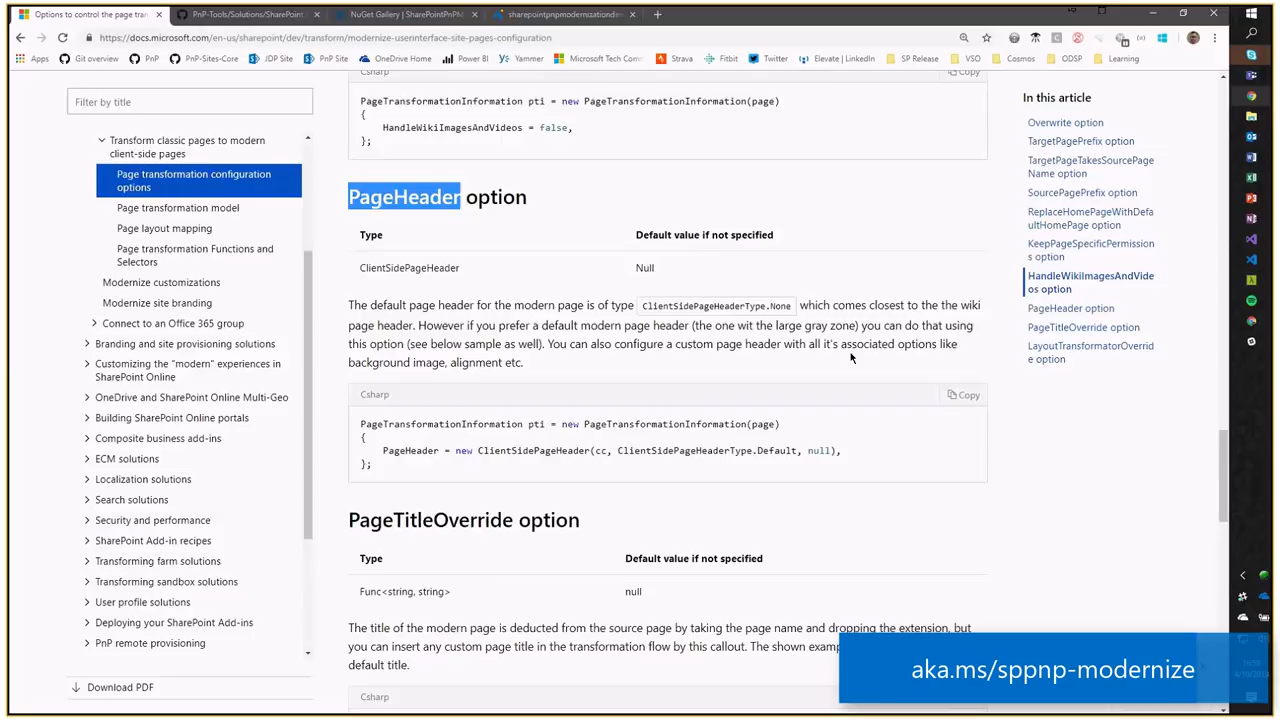 Options to control the page tran
PnP-Tools/Solutions/SharePoint
NuGet Gallery | SharePointPnPM
sharepointpnpmodernizationdem
https://docs.microsoft.com/en-us/sharepoint/dev/transform/modernize-userinterface-site-pages-configuration
Apps
Git overview
PnP
PnP-Sites-Core
JDP Site
PnP Site
OneDrive Home
Power BI
Yammer
Microsoft Tech Comm
Strava
Fitbit
Twitter
Elevate | LinkedIn
SP Release
VSO
Cosmos
ODSP
Learning
Filter by title
Transform classic pages to modern
client-side pages
Page transformation configuration
options
Page transformation model
Page layout mapping
Page transformation Functions and
Selectors
Modernize customizations
Modernize site branding
Connect to an Office 365 group
Branding and site provisioning solutions
Customizing the "modern" experiences in
SharePoint Online
OneDrive and SharePoint Online Multi-Geo
Building SharePoint Online portals
Composite business add-ins
ECM solutions
Localization solutions
Search solutions
Security and performance
SharePoint Add-in recipes
Transforming farm solutions
Transforming sandbox solutions
User profile solutions
Deploying your SharePoint Add-ins
PnP remote provisioning
Download PDF
Csharp
Copy
PageTransformationInformation pti = new PageTransformationInformation(page)
{
HandleWikiImagesAndVideos = false,
};
PageHeader option
Type Default value if not specified
ClientSidePageHeader Null
The default page header for the modern page is of type ClientSidePageHeaderType.None which comes closest to the the wiki
page header. However if you prefer a default modern page header (the one wit the large gray zone) you can do that using
this option (see below sample as well). You can also configure a custom page header with all it's associated options like
background image, alignment etc.
Csharp
Copy
PageTransformationInformation pti = new PageTransformationInformation(page)
{
PageHeader = new ClientSidePageHeader(cc, ClientSidePageHeaderType.Default, null),
};
PageTitleOverride option
Type Default value if not specified
Func<string, string> null
The title of the modern page is deducted from the source page by taking the page name and dropping the extension, but
you can insert any custom page title in the transformation flow by this callout. The shown examp
default title.
Csharp
In this article
Overwrite option
TargetPagePrefix option
TargetPageTakesSourcePage
Name option
SourcePagePrefix option
ReplaceHomePageWithDefa
ultHomePage option
KeepPageSpecificPermission
s option
HandleWikiImagesAndVide
os option
PageHeader option
PageTitleOverride option
LayoutTransformatorOverrid
e option
aka.ms/sppnp-modernize